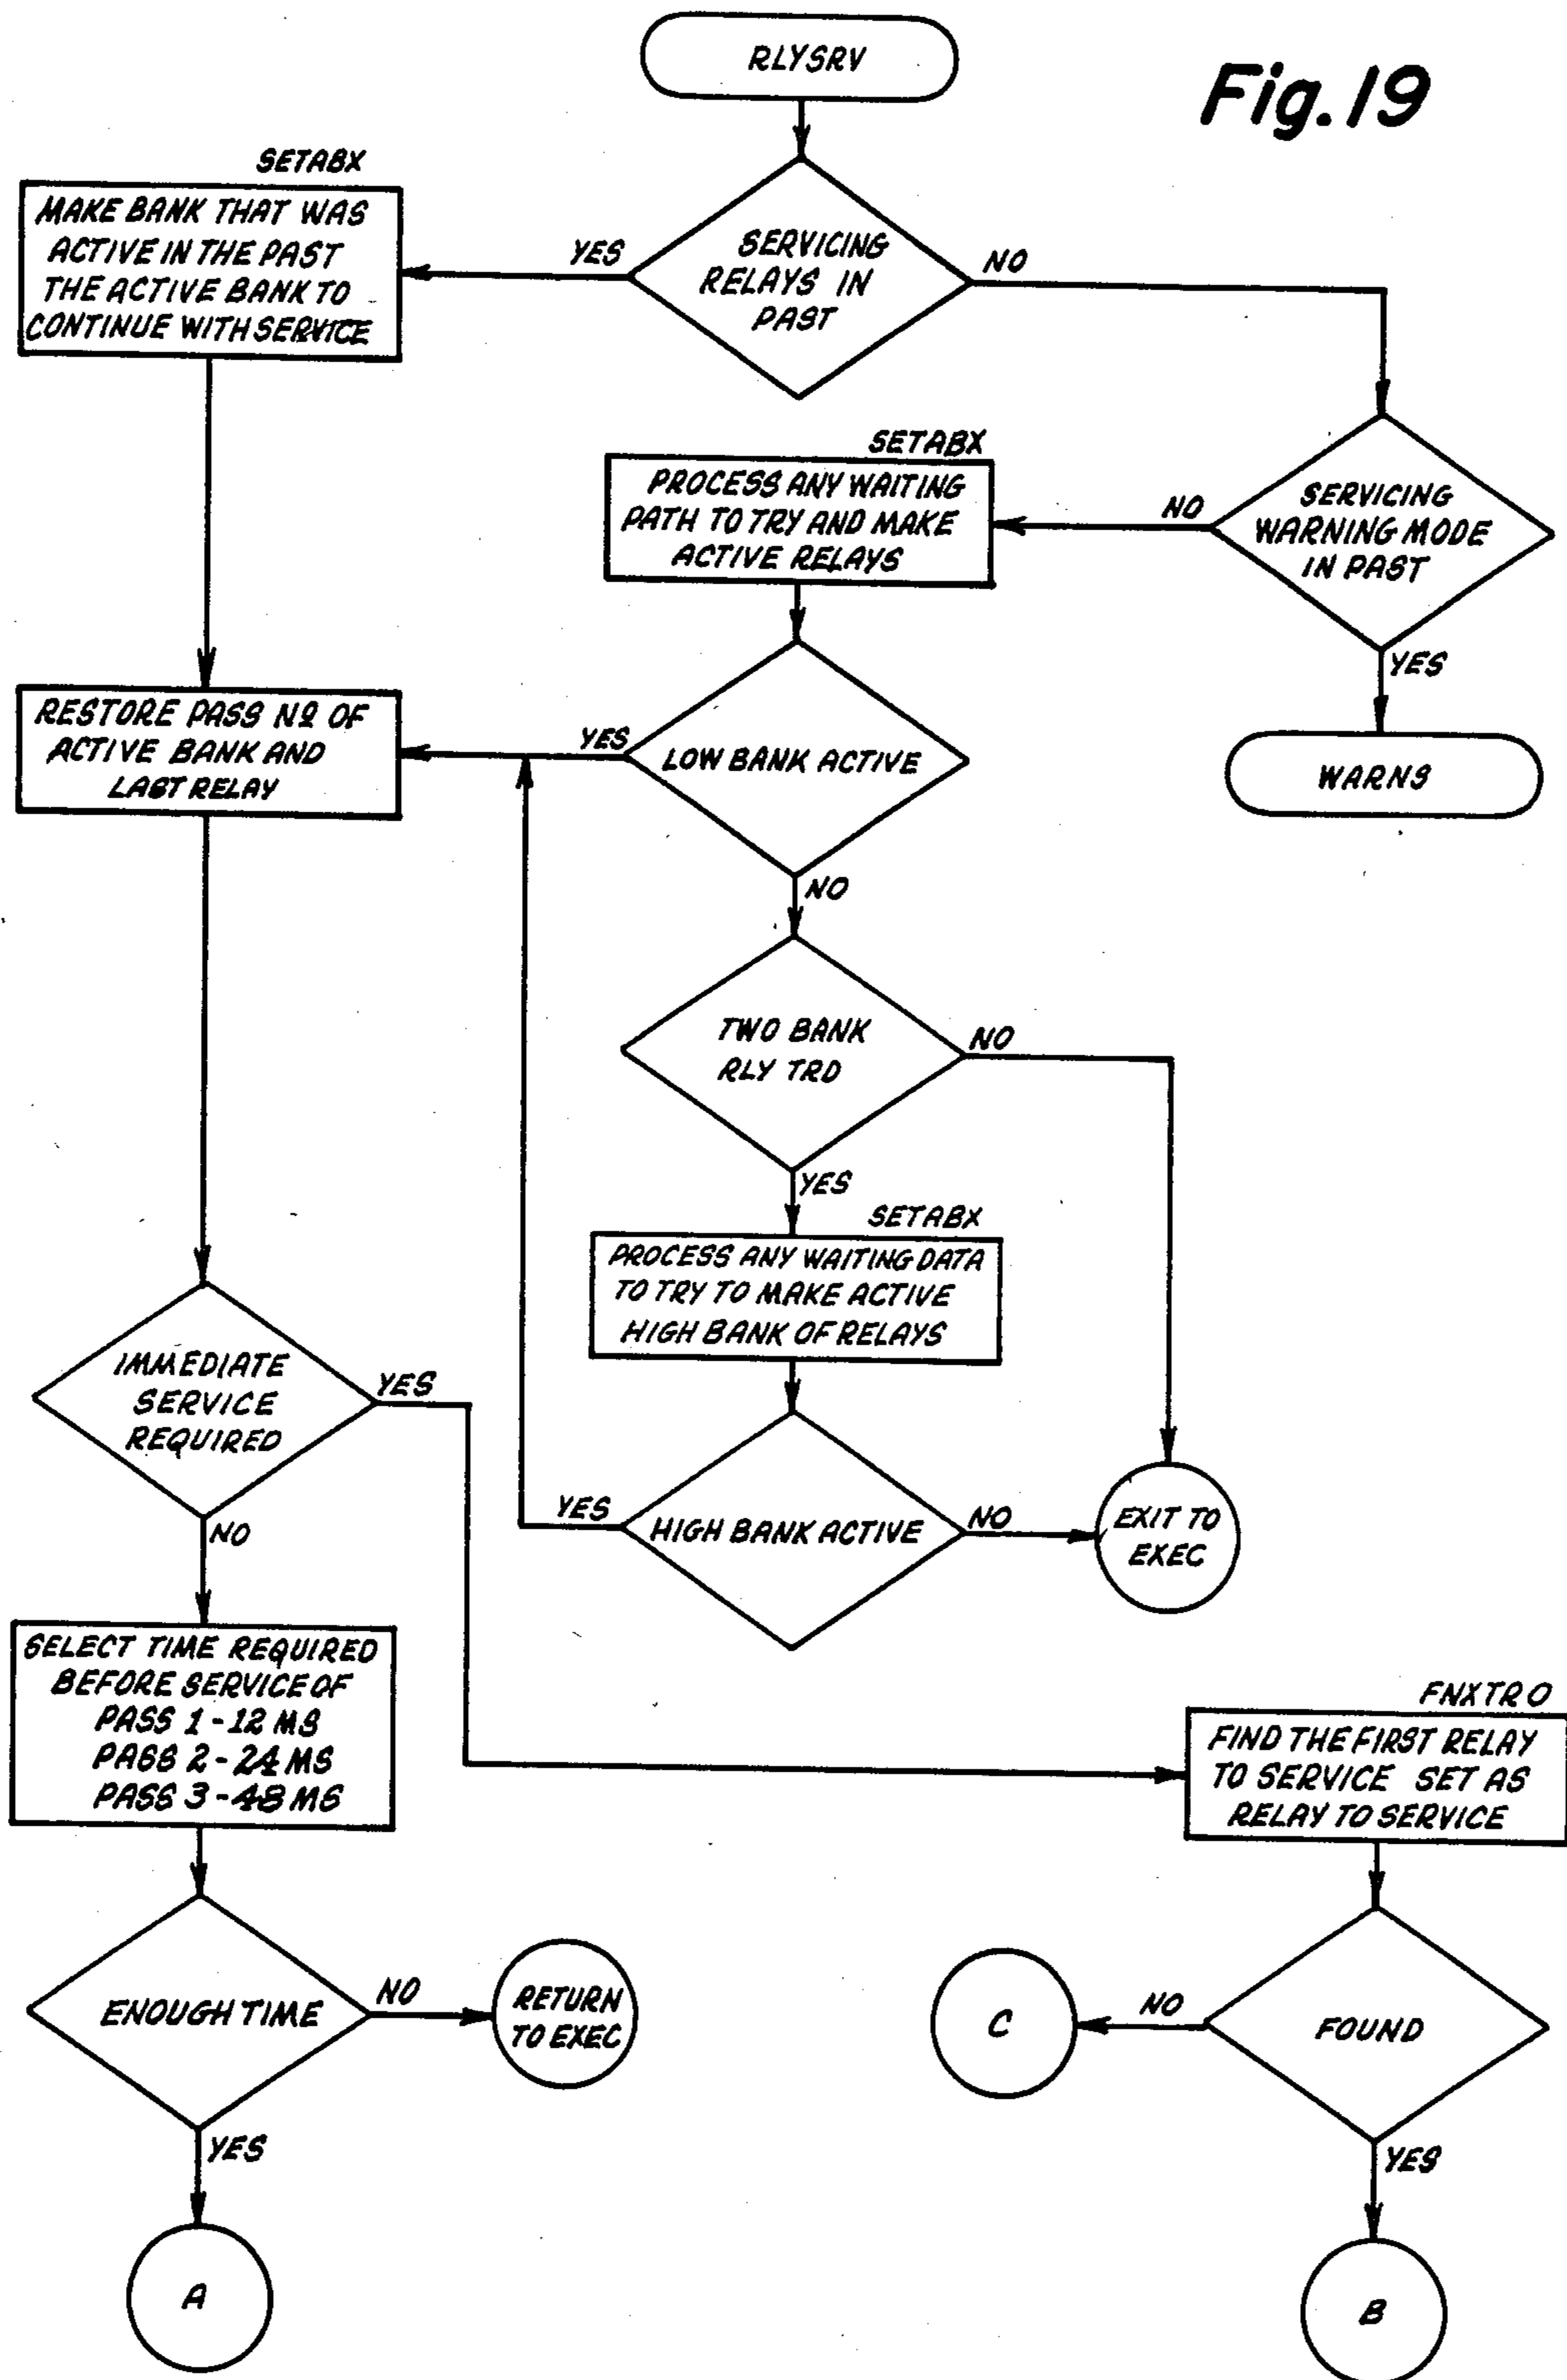 RLYSRV
Fig. 19
SETABX
MAKE BANK THAT WAS
ACTIVE IN THE PAST
THE ACTIVE BANK TO
CONTINUE WITH SERVICE
YES
SERVICING
RELAYS IN
PAST
NO
SETABX
PROCESS ANY WAITING
PATH TO TRY AND MAKE
ACTIVE RELAYS
NO
SERVICING
WARNING MODE
IN PAST
YES
WARNS
RESTORE PASS Nº OF
ACTIVE BANK AND
LAST RELAY
YES
LOW BANK ACTIVE
NO
TWO BANK
RLY TRD
NO
YES
SETABX
PROCESS ANY WAITING DATA
TO TRY TO MAKE ACTIVE
HIGH BANK OF RELAYS
IMMEDIATE
SERVICE
REQUIRED
YES
NO
YES
HIGH BANK ACTIVE
NO
EXIT TO
EXEC
SELECT TIME REQUIRED
BEFORE SERVICE OF
PASS 1 - 12 MS
PASS 2 - 24 MS
PASS 3 - 48 MS
FNXTRO
FIND THE FIRST RELAY
TO SERVICE SET AS
RELAY TO SERVICE
ENOUGH TIME
NO
RETURN
TO EXEC
YES
A
C
NO
FOUND
YES
B